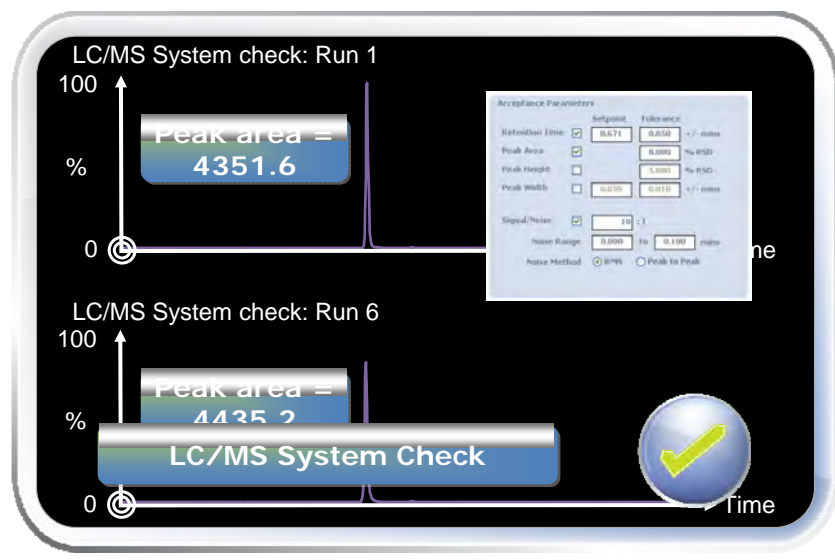 LC/MS System check: Run 1
100
Peak area =
4351.6
%
0
me
Acceptance Parameters
Setpoint Tolerance
Retention Time 0.671 0.050 +/- mins
Peak Area 8.000 % RSD
Peak Height 5.000 % RSD
Peak Width 0.050 0.010 +/- mins
Signal/Noise 10 : 1
Noise Range 0.000 to 0.100 mins
Noise Method RMS Peak to Peak
LC/MS System check: Run 6
100
Peak area =
4435.2
%
LC/MS System Check
0
Time